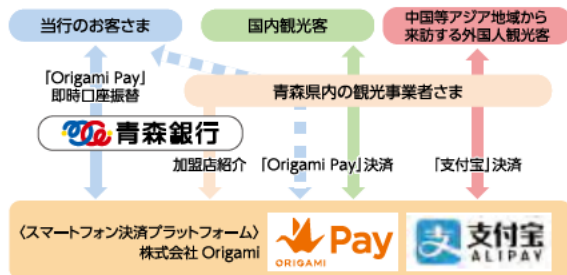 当行のお客さま
国内観光客
中国等アジア地域から
来訪する外国人観光客
「Origami Pay」
即時口座振替
青森県内の観光事業者さま
青森銀行
加盟店紹介
「Origami Pay」決済
「支付宝」決済
〈スマートフォン決済プラットフォーム〉
株式会社 Origami
Pay
ORIGAMI
支 支付宝
ALIPAY